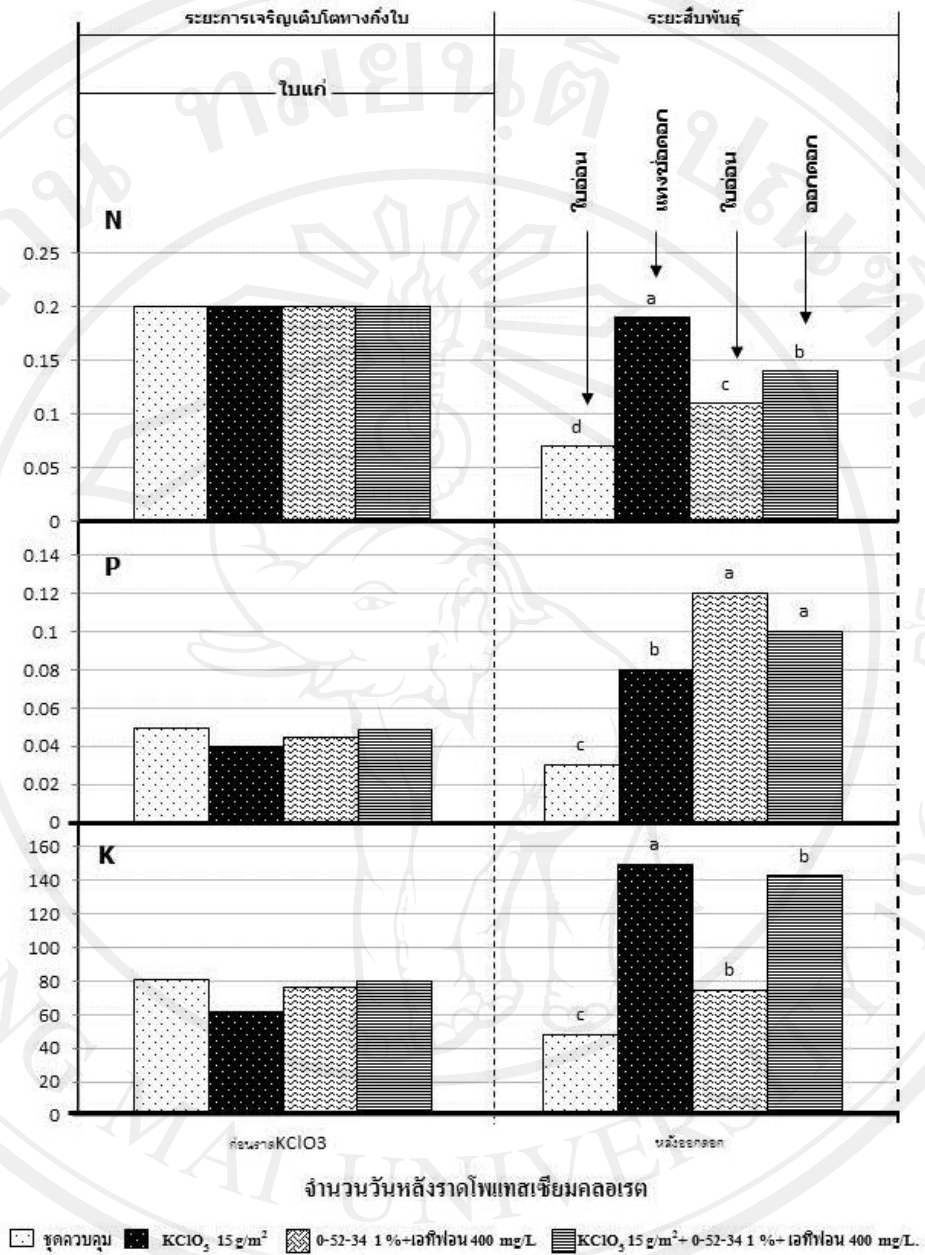 ระยะการเจริญเติบโตทางกิ่งใบ ระยะสืบพันธุ์
ใบแก่
ใบอ่อน แทงช่อดอก ใบอ่อน ออกดอก
N
0.25
0.2
0.15
0.1
0.05
0
d a c b
P
0.14
0.12
0.1
0.08
0.06
0.04
0.02
0
c b a a
K
160
140
120
100
80
60
40
20
0
c a b b
ก่อนราดKClO3 หลังออกดอก
จำนวนวันหลังราดโพแทสเซียมคลอเรต
ชุดควบคุม KClO3 15 g/m² 0-52-34 1 %+เอทิฟอน 400 mg/L KClO3 15 g/m²+ 0-52-34 1 %+ เอทิฟอน 400 mg/L.